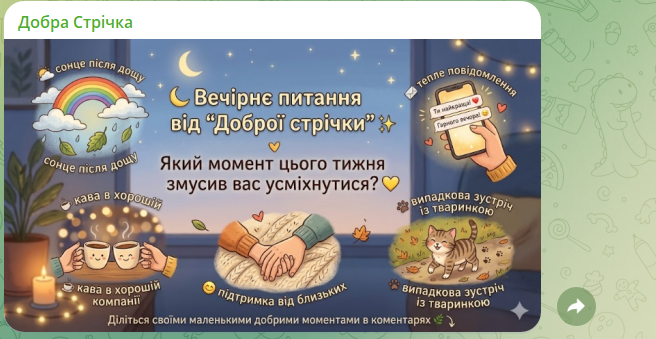 Добра Стрічка
сонце після дощу
сонце після дощу
🌙 Вечірнє питання
від “Доброї стрічки” ✨
Який момент цього тижня
змусив вас усміхнутися? 💛
тепле повідомлення
Ти найкраща! ❤️
Гарного вечора! 😊
☕ кава в хорошій
☕ кава в хорошій
компанії
😊 підтримка від близьких
🐾 випадкова зустріч
із тваринкою
🐾 випадкова зустріч
із тваринкою
Діліться своїми маленькими добрими моментами в коментарях 🌿